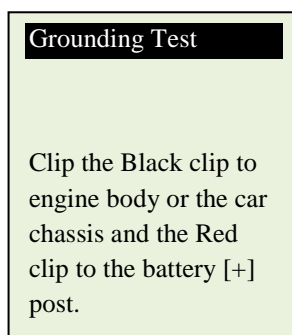 Grounding Test
Clip the Black clip to
engine body or the car
chassis and the Red
clip to the battery [+]
post.